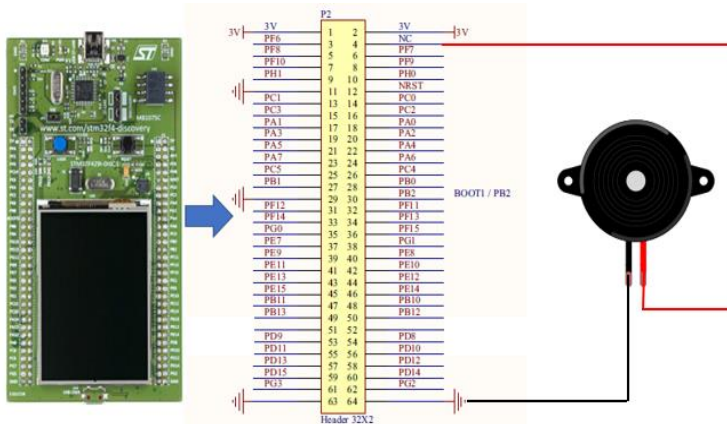 ST
MB1075C
www.st.com/stm32f4-discovery
P2
3V 3V 1 2 3V 3V
PF6 3 4 NC
PF8 5 6 PF7
PF10 7 8 PF9
PH1 9 10 PH0
11 12 NRST
PC1 13 14 PC0
PC3 15 16 PC2
PA1 17 18 PA0
PA3 19 20 PA2
PA5 21 22 PA4
PA7 23 24 PA6
PC5 25 26 PC4
PB1 27 28 PB0
29 30 PB2 BOOT1 / PB2
PF12 31 32 PF11
PF14 33 34 PF13
PG0 35 36 PF15
PE7 37 38 PG1
PE9 39 40 PE8
PE11 41 42 PE10
PE13 43 44 PE12
PE15 45 46 PE14
PB11 47 48 PB10
PB13 49 50 PB12
51 52
PD9 53 54 PD8
PD11 55 56 PD10
PD13 57 58 PD12
PD15 59 60 PD14
PG3 61 62 PG2
63 64
Header 32X2